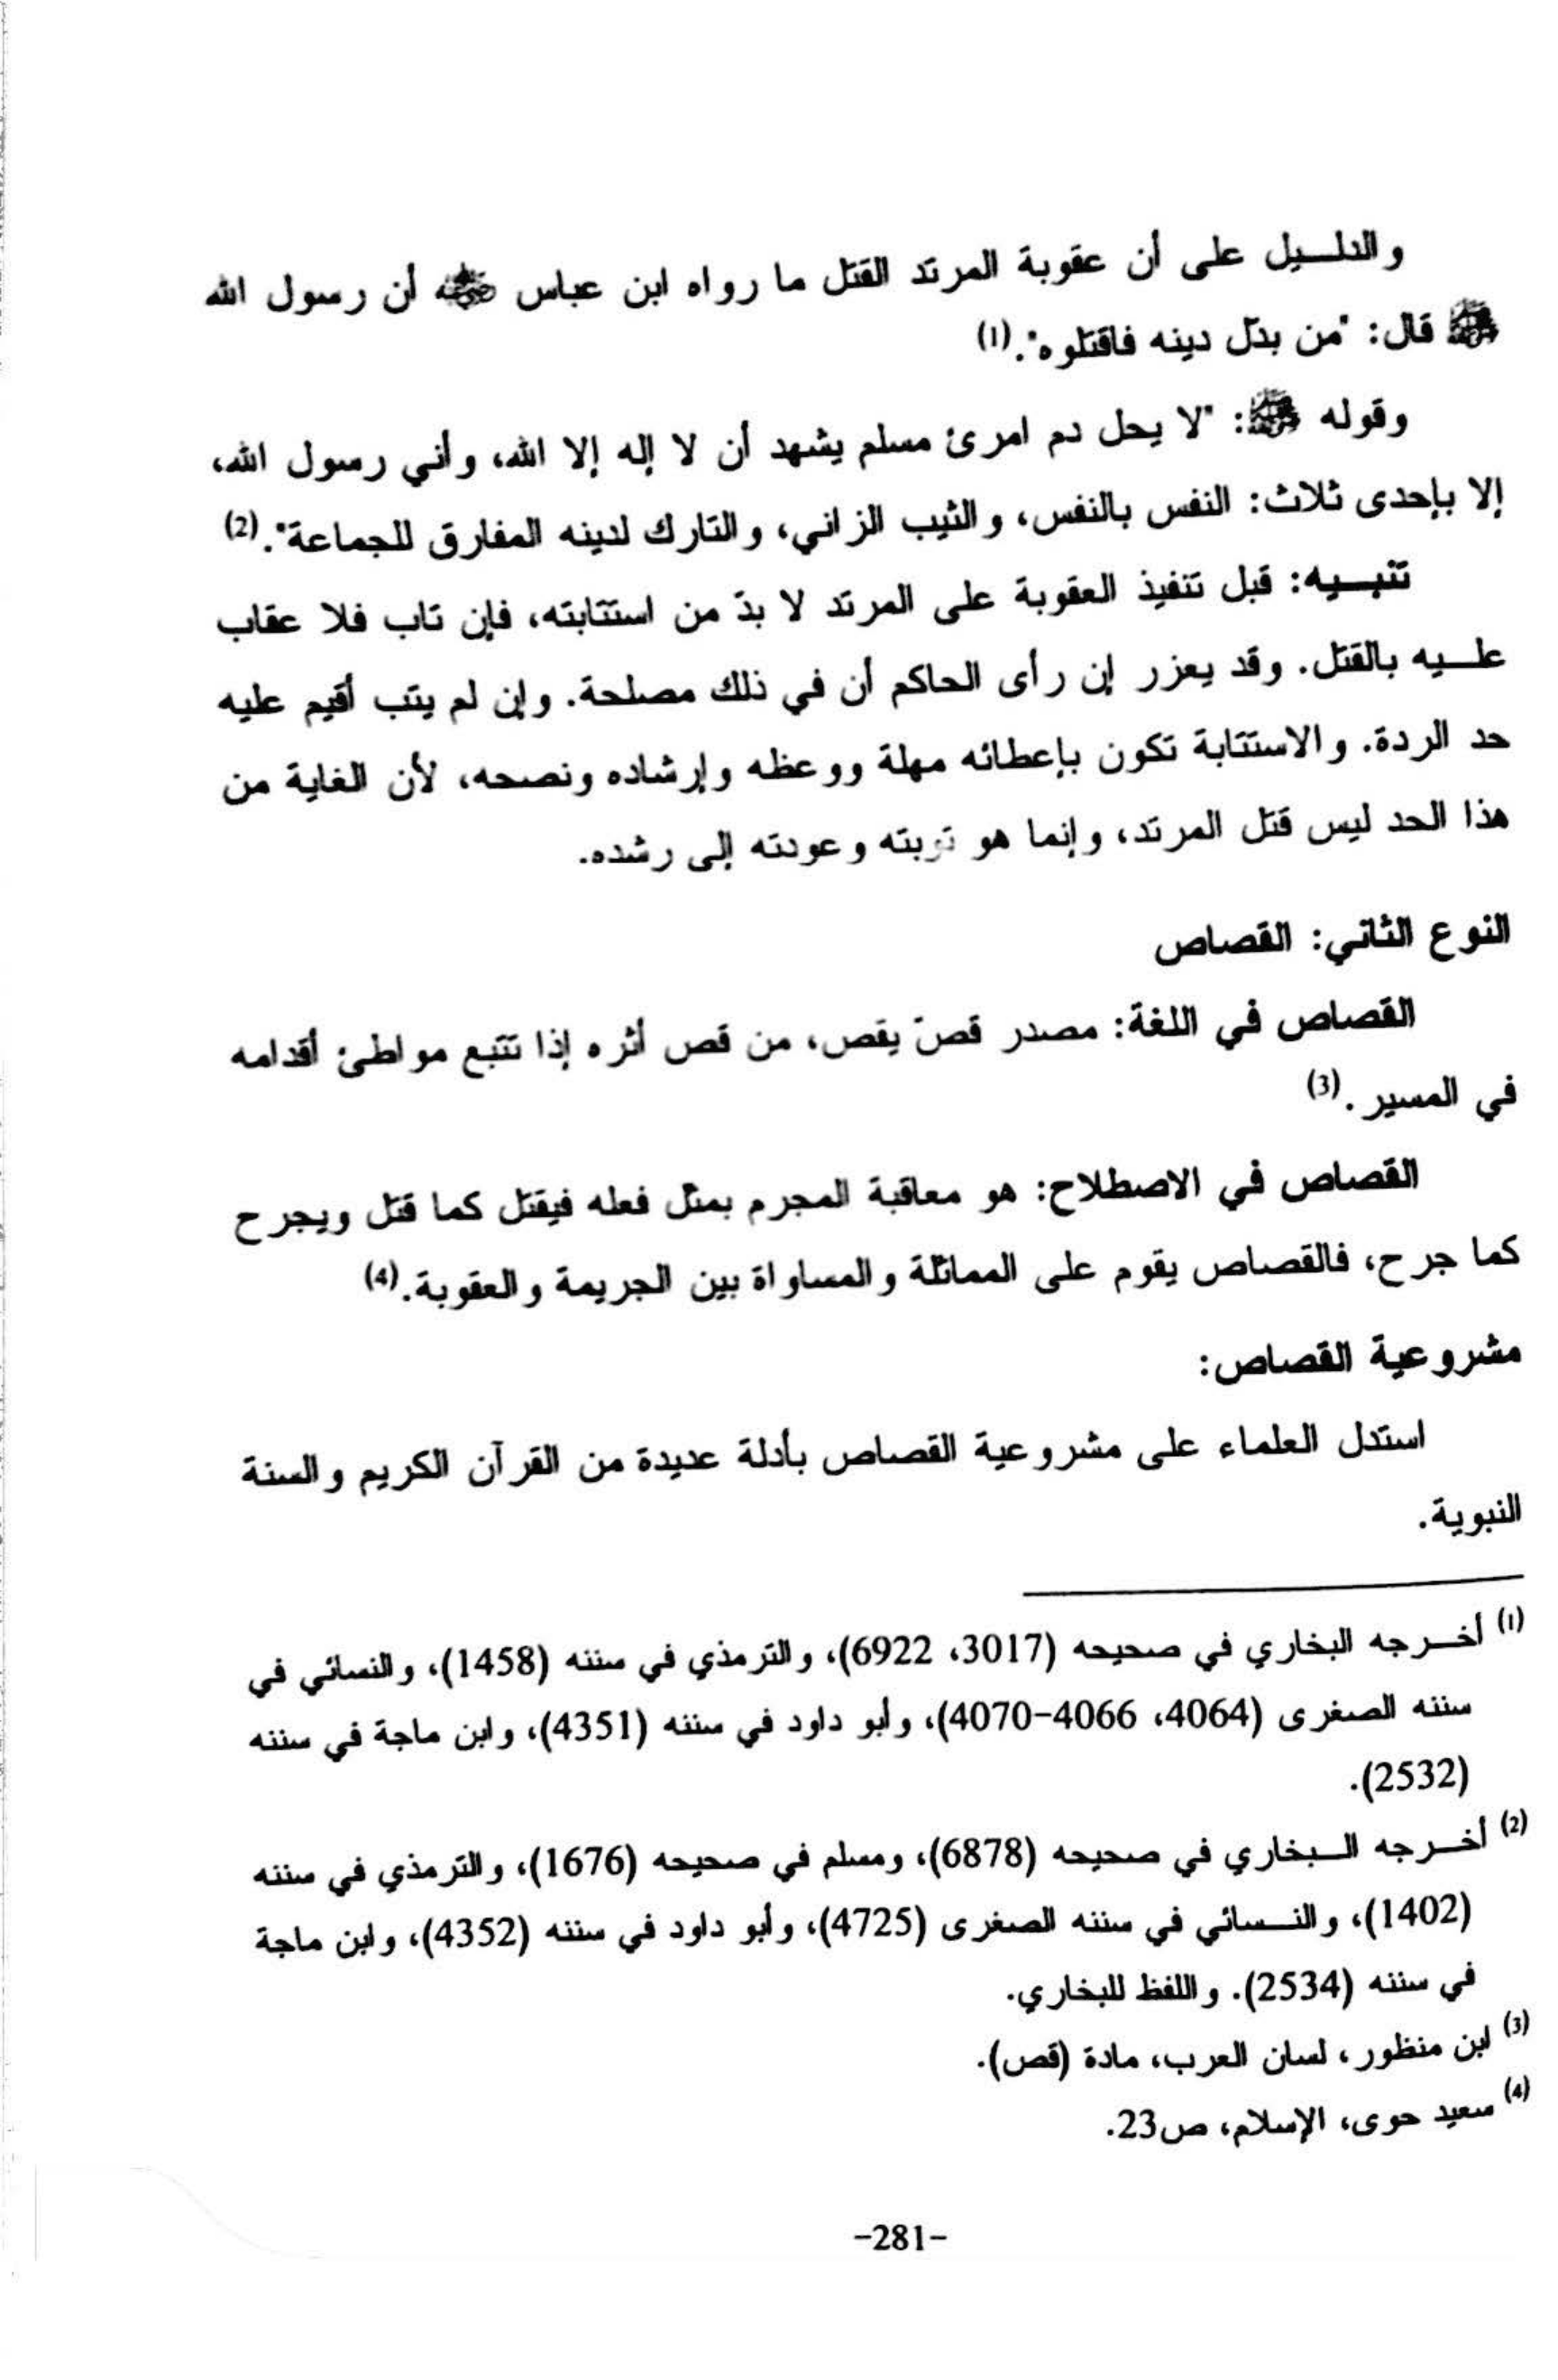 والدليل على أن عقوبة المرتد القتل ما رواه ابن عباس رضي الله عنه أن رسول الله
ﷺ قال: "من بدّل دينه فاقتلوه".(1)
وقوله ﷺ: "لا يحل دم امرئ مسلم يشهد أن لا إله إلا الله، وأني رسول الله،
إلا بإحدى ثلاث: النفس بالنفس، والثيب الزاني، والتارك لدينه المفارق للجماعة".(2)
تنبيه: قبل تنفيذ العقوبة على المرتد لا بدّ من استتابته، فإن تاب فلا عقاب
عليه بالقتل. وقد يعزر إن رأى الحاكم أن في ذلك مصلحة. وإن لم يتب أقيم عليه
حد الردة. والاستتابة تكون بإعطائه مهلة ووعظه وإرشاده ونصحه، لأن الغاية من
هذا الحد ليس قتل المرتد، وإنما هو توبته وعودته إلى رشده.
النوع الثاني: القصاص
القصاص في اللغة: مصدر قصّ يقص، من قص أثره إذا تتبع مواطئ أقدامه
في المسير.(3)
القصاص في الاصطلاح: هو معاقبة المجرم بمثل فعله فيقتل كما قتل ويجرح
كما جرح، فالقصاص يقوم على المماثلة والمساواة بين الجريمة والعقوبة.(4)
مشروعية القصاص:
استدل العلماء على مشروعية القصاص بأدلة عديدة من القرآن الكريم والسنة
النبوية.
(1) أخرجه البخاري في صحيحه (3017، 6922)، والترمذي في سننه (1458)، والنسائي في
سننه الصغرى (4064، 4066-4070)، وأبو داود في سننه (4351)، وابن ماجة في سننه
(2532).
(2) أخرجه البخاري في صحيحه (6878)، ومسلم في صحيحه (1676)، والترمذي في سننه
(1402)، والنسائي في سننه الصغرى (4725)، وأبو داود في سننه (4352)، وابن ماجة
في سننه (2534). واللفظ للبخاري.
(3) ابن منظور، لسان العرب، مادة (قص).
(4) سعيد حوى، الإسلام، ص23.
-281-